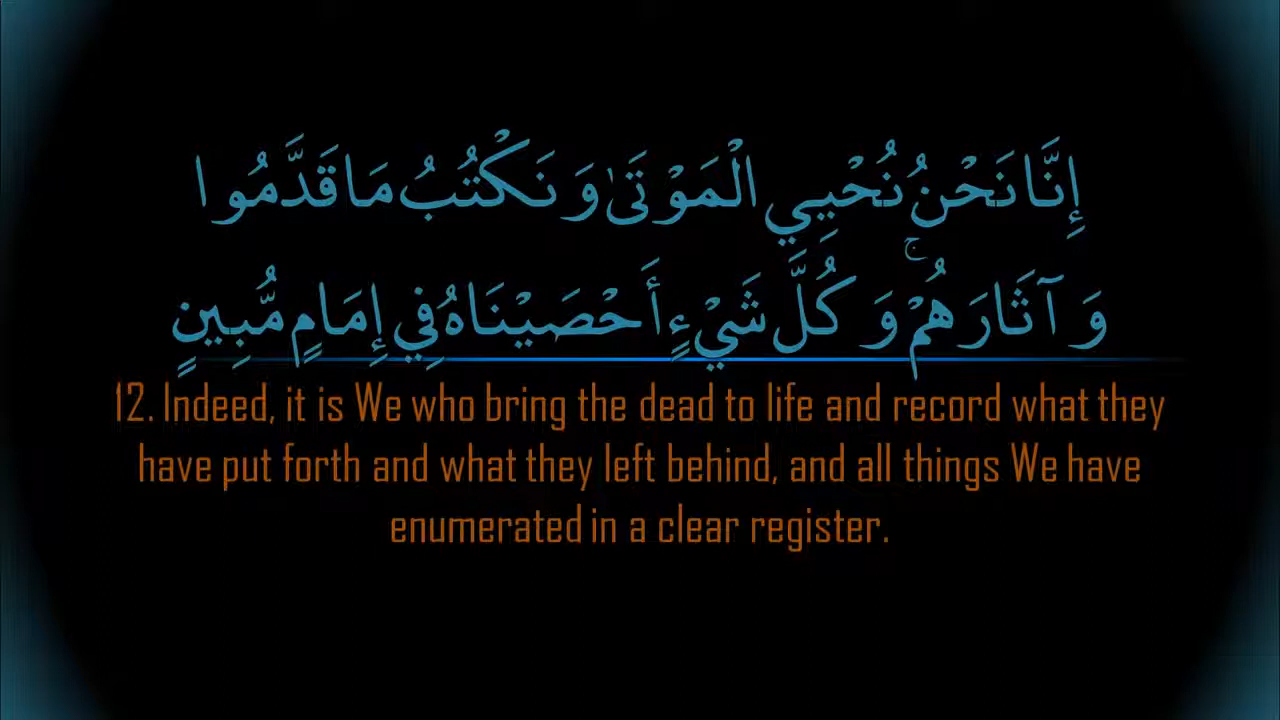 إِنَّا نَحْنُ نُحْيِي الْمَوْتَىٰ وَ نَكْتُبُ مَا قَدَّمُوا
وَ آثَارَهُمْ ۚ وَ كُلَّ شَيْءٍ أَحْصَيْنَاهُ فِي إِمَامٍ مُّبِينٍ
12. Indeed, it is We who bring the dead to life and record what they
have put forth and what they left behind, and all things We have
enumerated in a clear register.